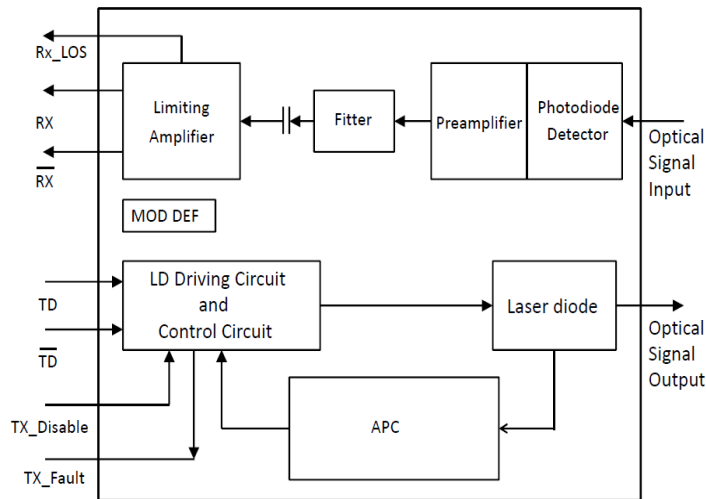 Rx_LOS
RX
RX
Limiting
Amplifier
Fitter
Preamplifier
Photodiode
Detector
Optical
Signal
Input
MOD DEF
TD
TD
LD Driving Circuit
and
Control Circuit
Laser diode
Optical
Signal
Output
TX_Disable
TX_Fault
APC